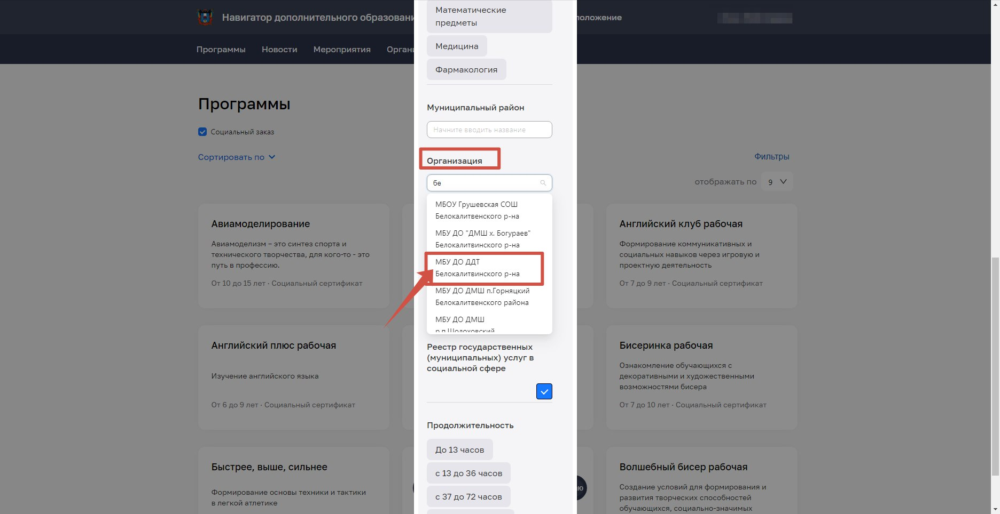 Навигатор дополнительного образовани
положение
Программы
Новости
Мероприятия
Органи
Программы
Социальный заказ
Сортировать по
Фильтры
отображать по
9
Математические
предметы
Медицина
Фармакология
Муниципальный район
Начните вводить название
Организация
бе
МБОУ Грушевская СОШ
Белокалитвенского р-на
МБУ ДО "ДМШ х. Богураев"
Белокалитвинского р-на
МБУ ДО ДДТ
Белокалитвинского р-на
МБУ ДО ДМШ п.Горняцкий
Белокалитвенского района
МБУ ДО ДМШ
р.п.Шолоховский
Реестр государственных
(муниципальных) услуг в
социальной сфере
Продолжительность
До 13 часов
с 13 до 36 часов
с 37 до 72 часов
Авиамоделирование
Авиамоделизм – это синтез спорта и
технического творчества, для кого-то - это
путь в профессию.
От 10 до 15 лет · Социальный сертификат
Английский клуб рабочая
Формирование коммуникативных и
социальных навыков через игровую и
проектную деятельность
От 7 до 9 лет · Социальный сертификат
Английский плюс рабочая
Изучение английского языка
От 6 до 9 лет · Социальный сертификат
Бисеринка рабочая
Ознакомление обучающихся с
декоративными и художественными
возможностями бисера
От 7 до 10 лет · Социальный сертификат
Быстрее, выше, сильнее
Формирование основы техники и тактики
в легкой атлетике
ю
Волшебный бисер рабочая
Создание условий для формирования и
развития творческих способностей
обучающихся, социально-значимых